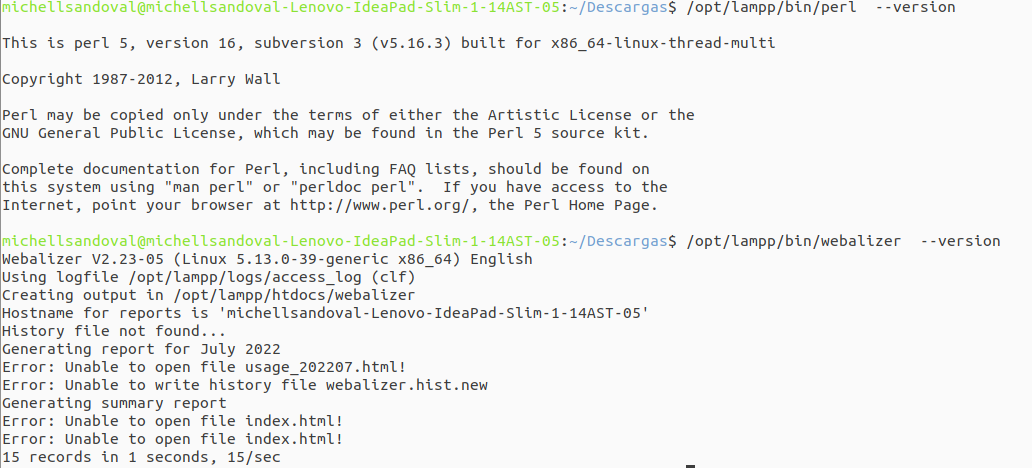 michellsandoval@michellsandoval-Lenovo-IdeaPad-Slim-1-14AST-05:~/Descargas$ /opt/lampp/bin/perl  --version
This is perl 5, version 16, subversion 3 (v5.16.3) built for x86_64-linux-thread-multi
Copyright 1987-2012, Larry Wall
Perl may be copied only under the terms of either the Artistic License or the
GNU General Public License, which may be found in the Perl 5 source kit.
Complete documentation for Perl, including FAQ lists, should be found on
this system using "man perl" or "perldoc perl".  If you have access to the
Internet, point your browser at http://www.perl.org/, the Perl Home Page.
michellsandoval@michellsandoval-Lenovo-IdeaPad-Slim-1-14AST-05:~/Descargas$ /opt/lampp/bin/webalizer  --version
Webalizer V2.23-05 (Linux 5.13.0-39-generic x86_64) English
Using logfile /opt/lampp/logs/access_log (clf)
Creating output in /opt/lampp/htdocs/webalizer
Hostname for reports is 'michellsandoval-Lenovo-IdeaPad-Slim-1-14AST-05'
History file not found...
Generating report for July 2022
Error: Unable to open file usage_202207.html!
Error: Unable to write history file webalizer.hist.new
Generating summary report
Error: Unable to open file index.html!
Error: Unable to open file index.html!
15 records in 1 seconds, 15/sec